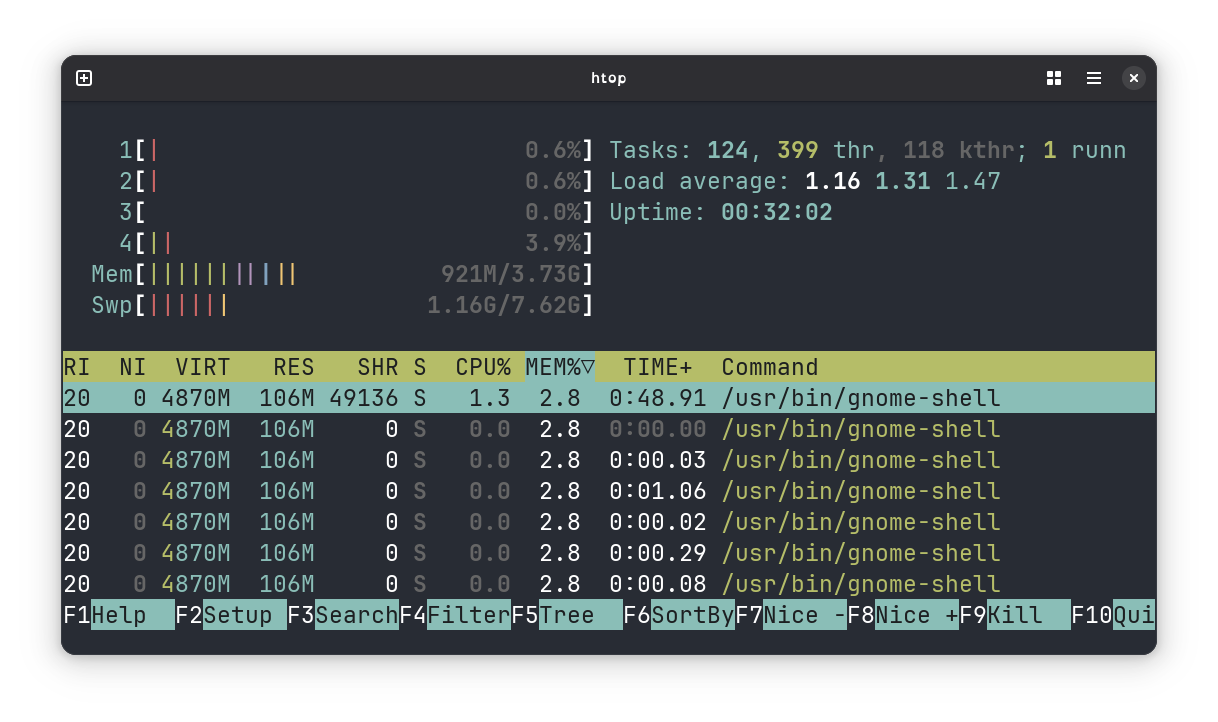 htop
1[| 0.6%] Tasks: 124, 399 thr, 118 kthr; 1 runn
2[| 0.6%] Load average: 1.16 1.31 1.47
3[ 0.0%] Uptime: 00:32:02
4[|| 3.9%]
Mem[||||||||||| 921M/3.73G]
Swp[|||||| 1.16G/7.62G]
RI NI VIRT RES SHR S CPU% MEM%▽ TIME+ Command
20 0 4870M 106M 49136 S 1.3 2.8 0:48.91 /usr/bin/gnome-shell
20 0 4870M 106M 0 S 0.0 2.8 0:00.00 /usr/bin/gnome-shell
20 0 4870M 106M 0 S 0.0 2.8 0:00.03 /usr/bin/gnome-shell
20 0 4870M 106M 0 S 0.0 2.8 0:01.06 /usr/bin/gnome-shell
20 0 4870M 106M 0 S 0.0 2.8 0:00.02 /usr/bin/gnome-shell
20 0 4870M 106M 0 S 0.0 2.8 0:00.29 /usr/bin/gnome-shell
20 0 4870M 106M 0 S 0.0 2.8 0:00.08 /usr/bin/gnome-shell
F1Help F2Setup F3SearchF4FilterF5Tree F6SortByF7Nice -F8Nice +F9Kill F10Qui